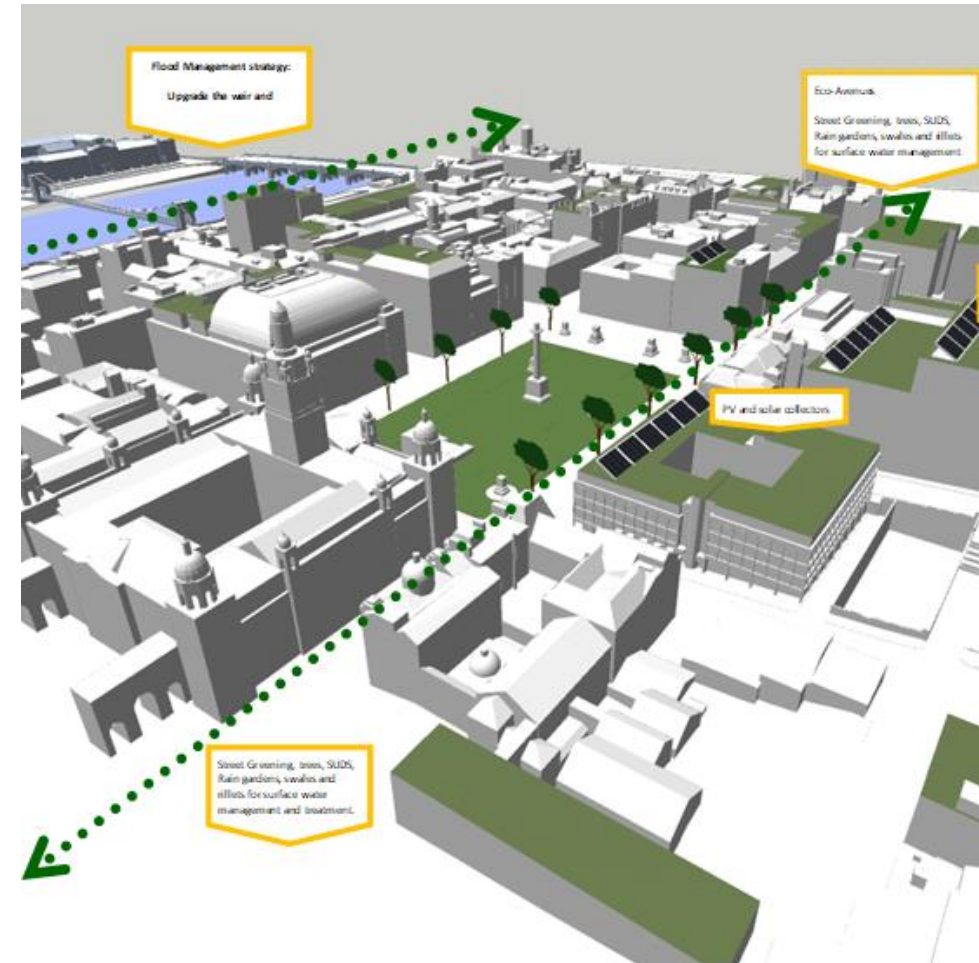 Flood Management strategy:
Upgrade the weir and
Eco-Avenues
Street Greening, trees, SUDS,
Rain gardens, swales and rillets
for surface water management
PV and solar collectors
Street Greening, trees, SUDS,
Rain gardens, swales and
rillets for surface water
management and treatment.